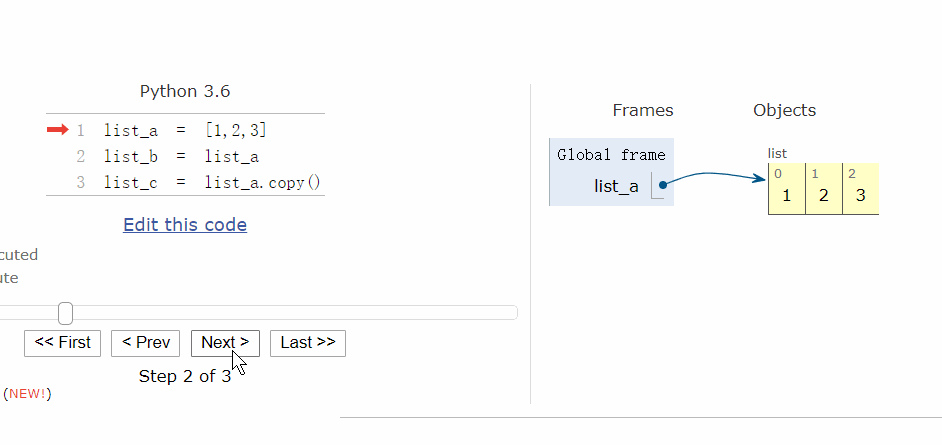 Python 3.6
1 list_a = [1,2,3]
2 list_b = list_a
3 list_c = list_a.copy()
Edit this code
cuted
ute
<< First
< Prev
Next >
Last >>
Step 2 of 3
(NEW!)
Frames
Objects
Global frame
list_a
list
0 1 2
1 2 3